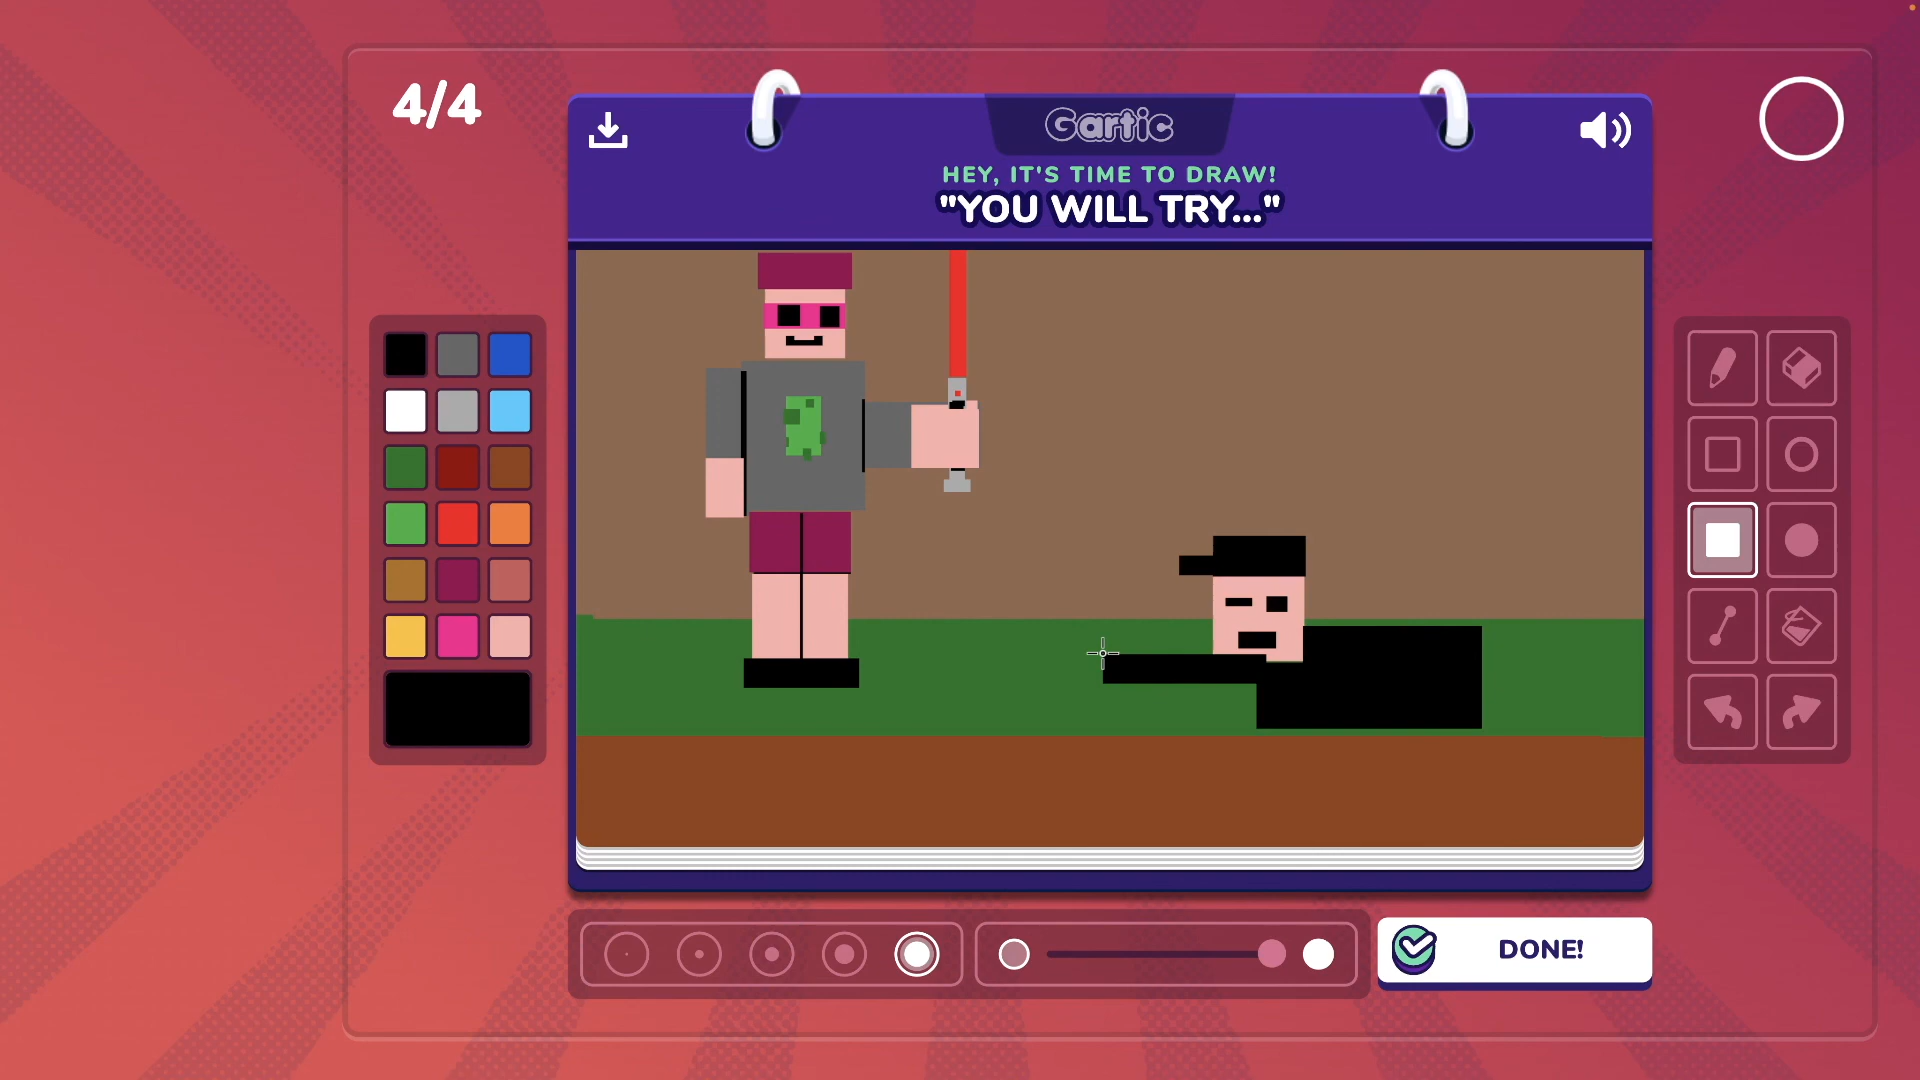 4/4
Gartic
HEY, IT'S TIME TO DRAW!
"YOU WILL TRY..."
DONE!